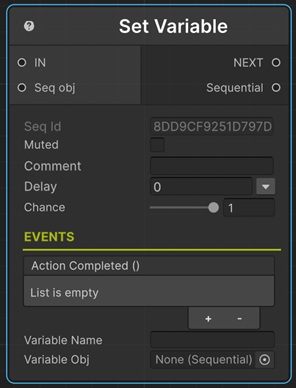 Set Variable
IN NEXT
Seq obj Sequential
Seq Id 8DD9CF9251D797D
Muted
Comment
Delay 0
Chance 1
EVENTS
Action Completed ()
List is empty
+ -
Variable Name
Variable Obj None (Sequential)